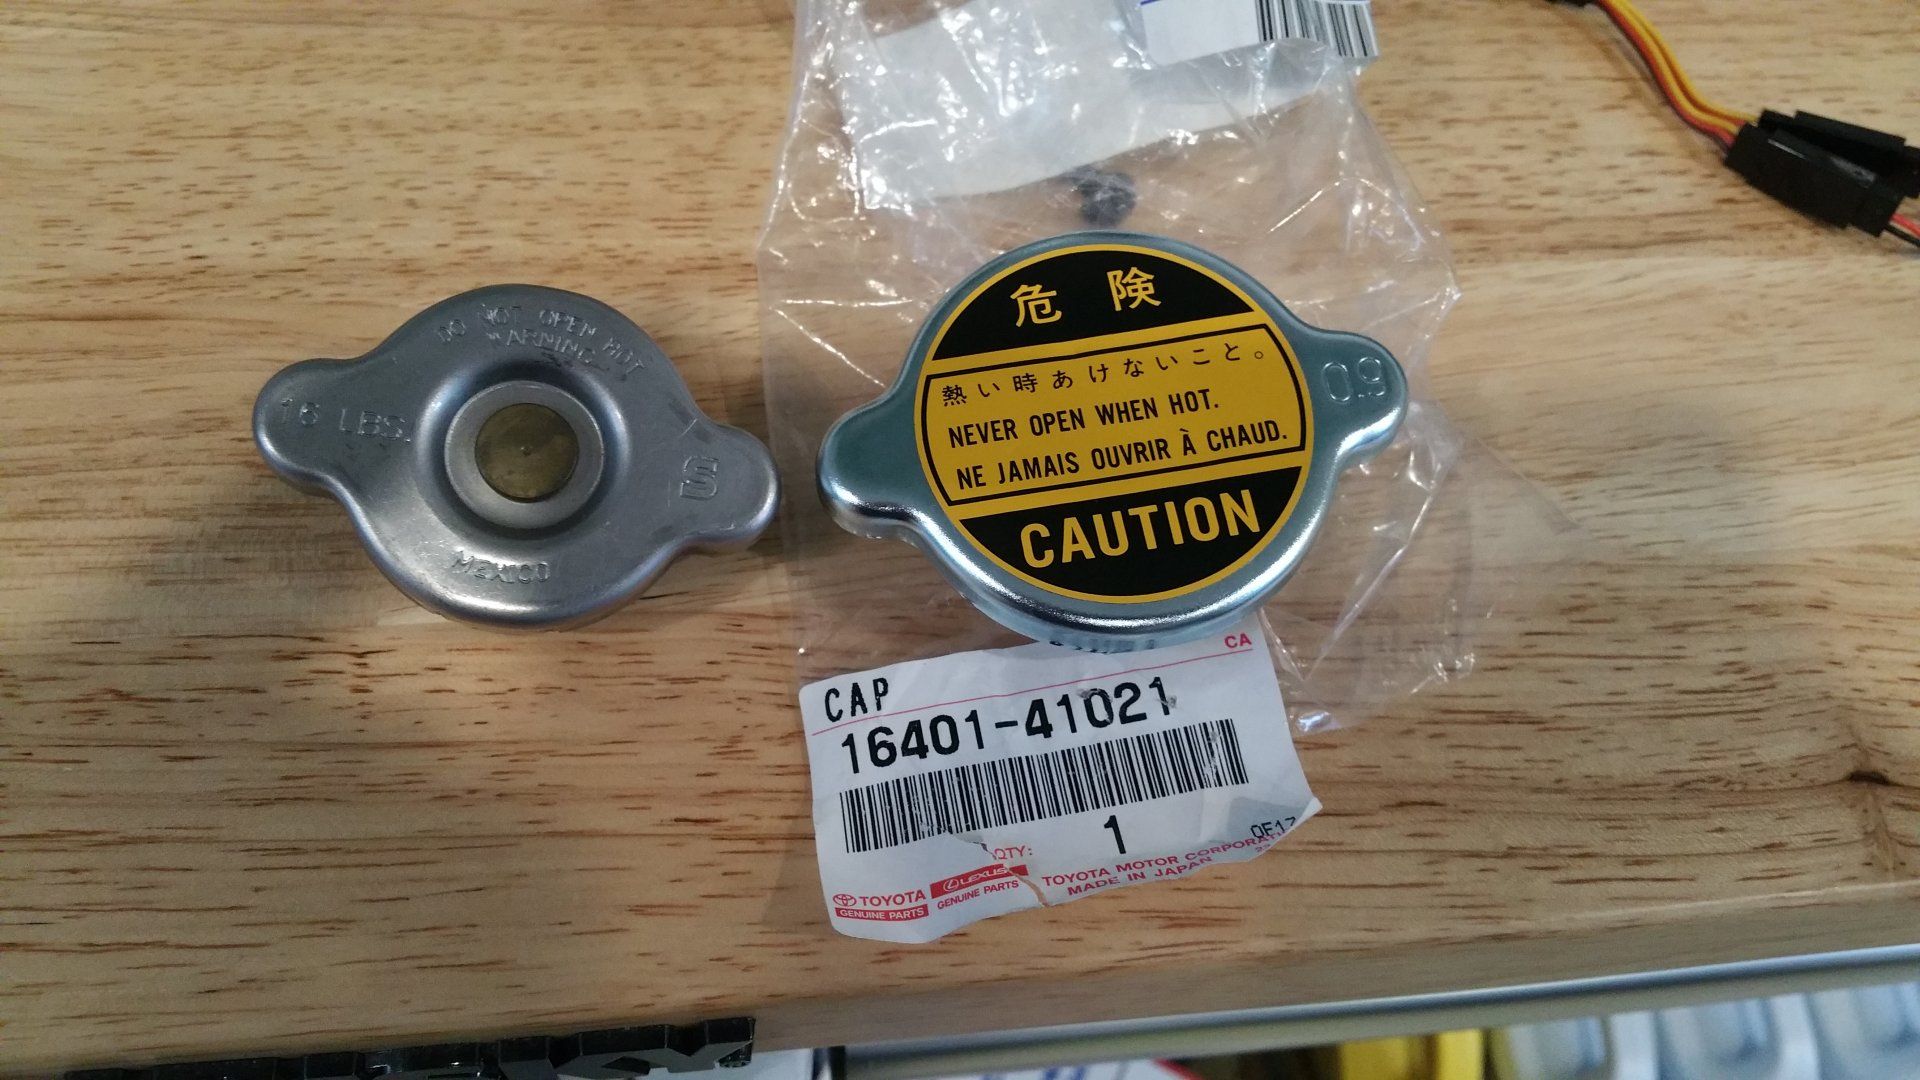 DO NOT OPEN HOT
WARNING
16 LBS.
S
MEXICO
危険
熱い時あけないこと。
NEVER OPEN WHEN HOT.
NE JAMAIS OUVRIR À CHAUD.
CAUTION
0.9
CA
CAP
16401-41021
1
QTY:
TOYOTA
GENUINE PARTS
LEXUS
GENUINE PARTS
TOYOTA MOTOR CORPORATI
MADE IN JAPAN